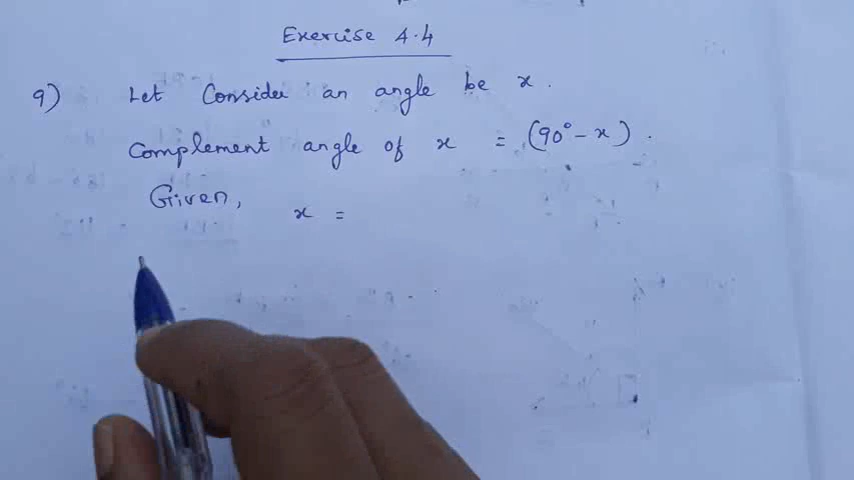 Exercise 4.4
9) Let Consider an angle be x.
Complement angle of x = (90° - x).
Given, x =